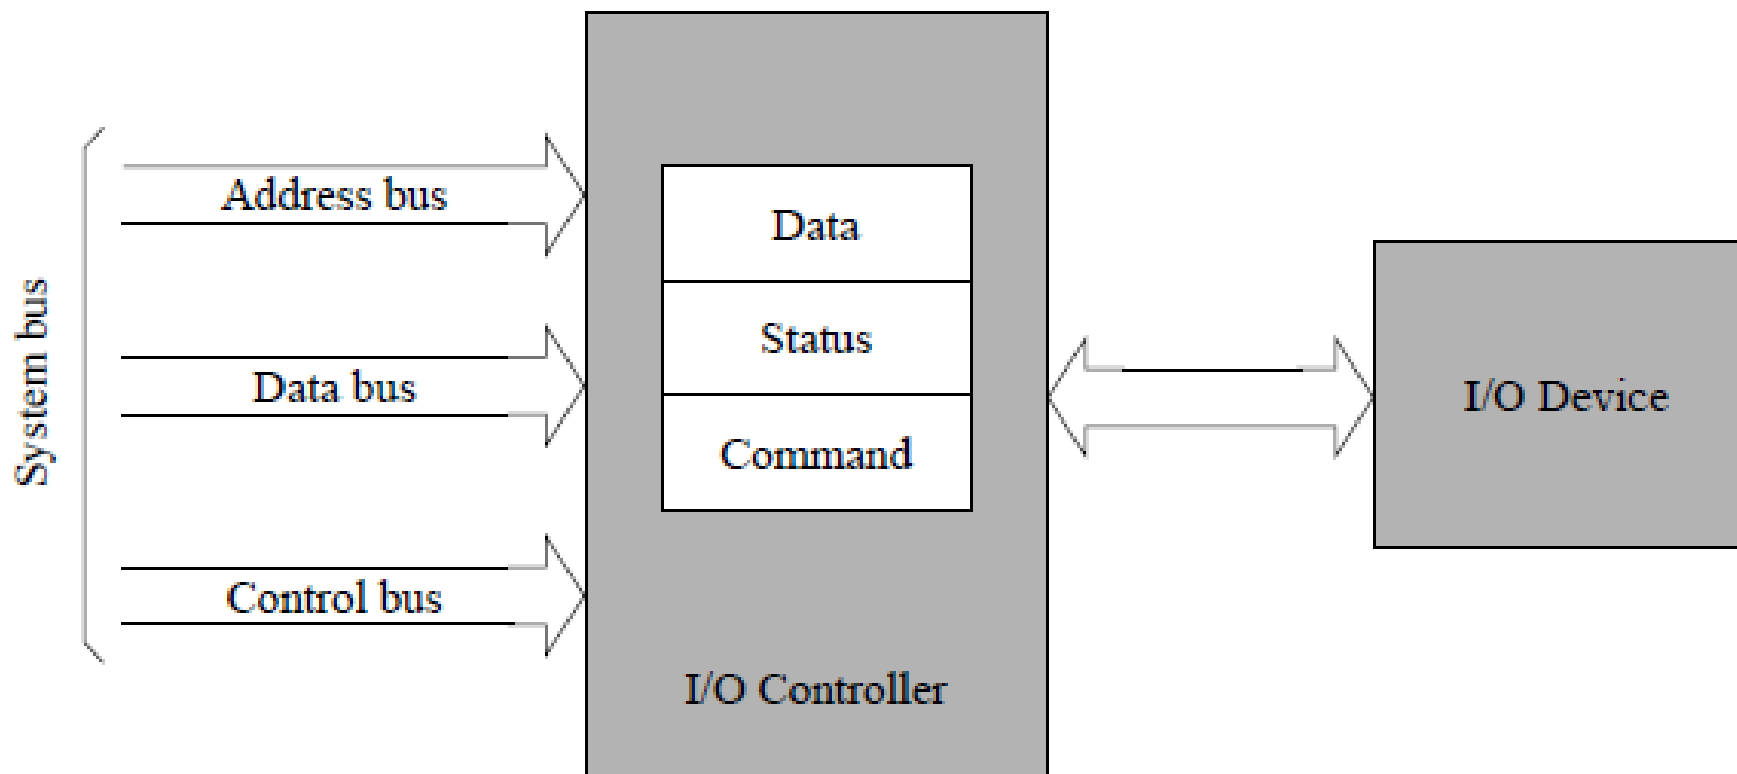 System bus
Address bus
Data bus
Control bus
Data
Status
Command
I/O Controller
I/O Device